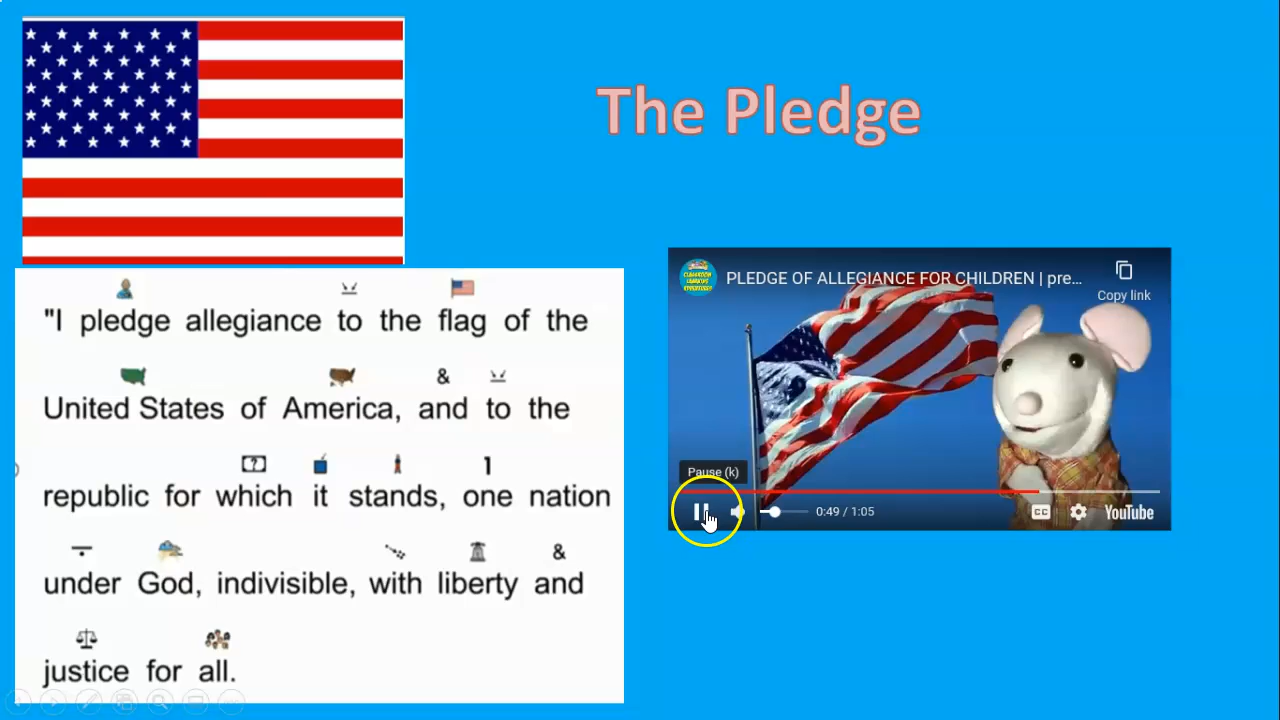 The Pledge
"I pledge allegiance to the flag of the
&
United States of America, and to the
?
1
republic for which it stands, one nation
&
under God, indivisible, with liberty and
justice for all.
PLEDGE OF ALLEGIANCE FOR CHILDREN | pre...
Copy link
Pause (k)
0:49 / 1:05
CC
YouTube